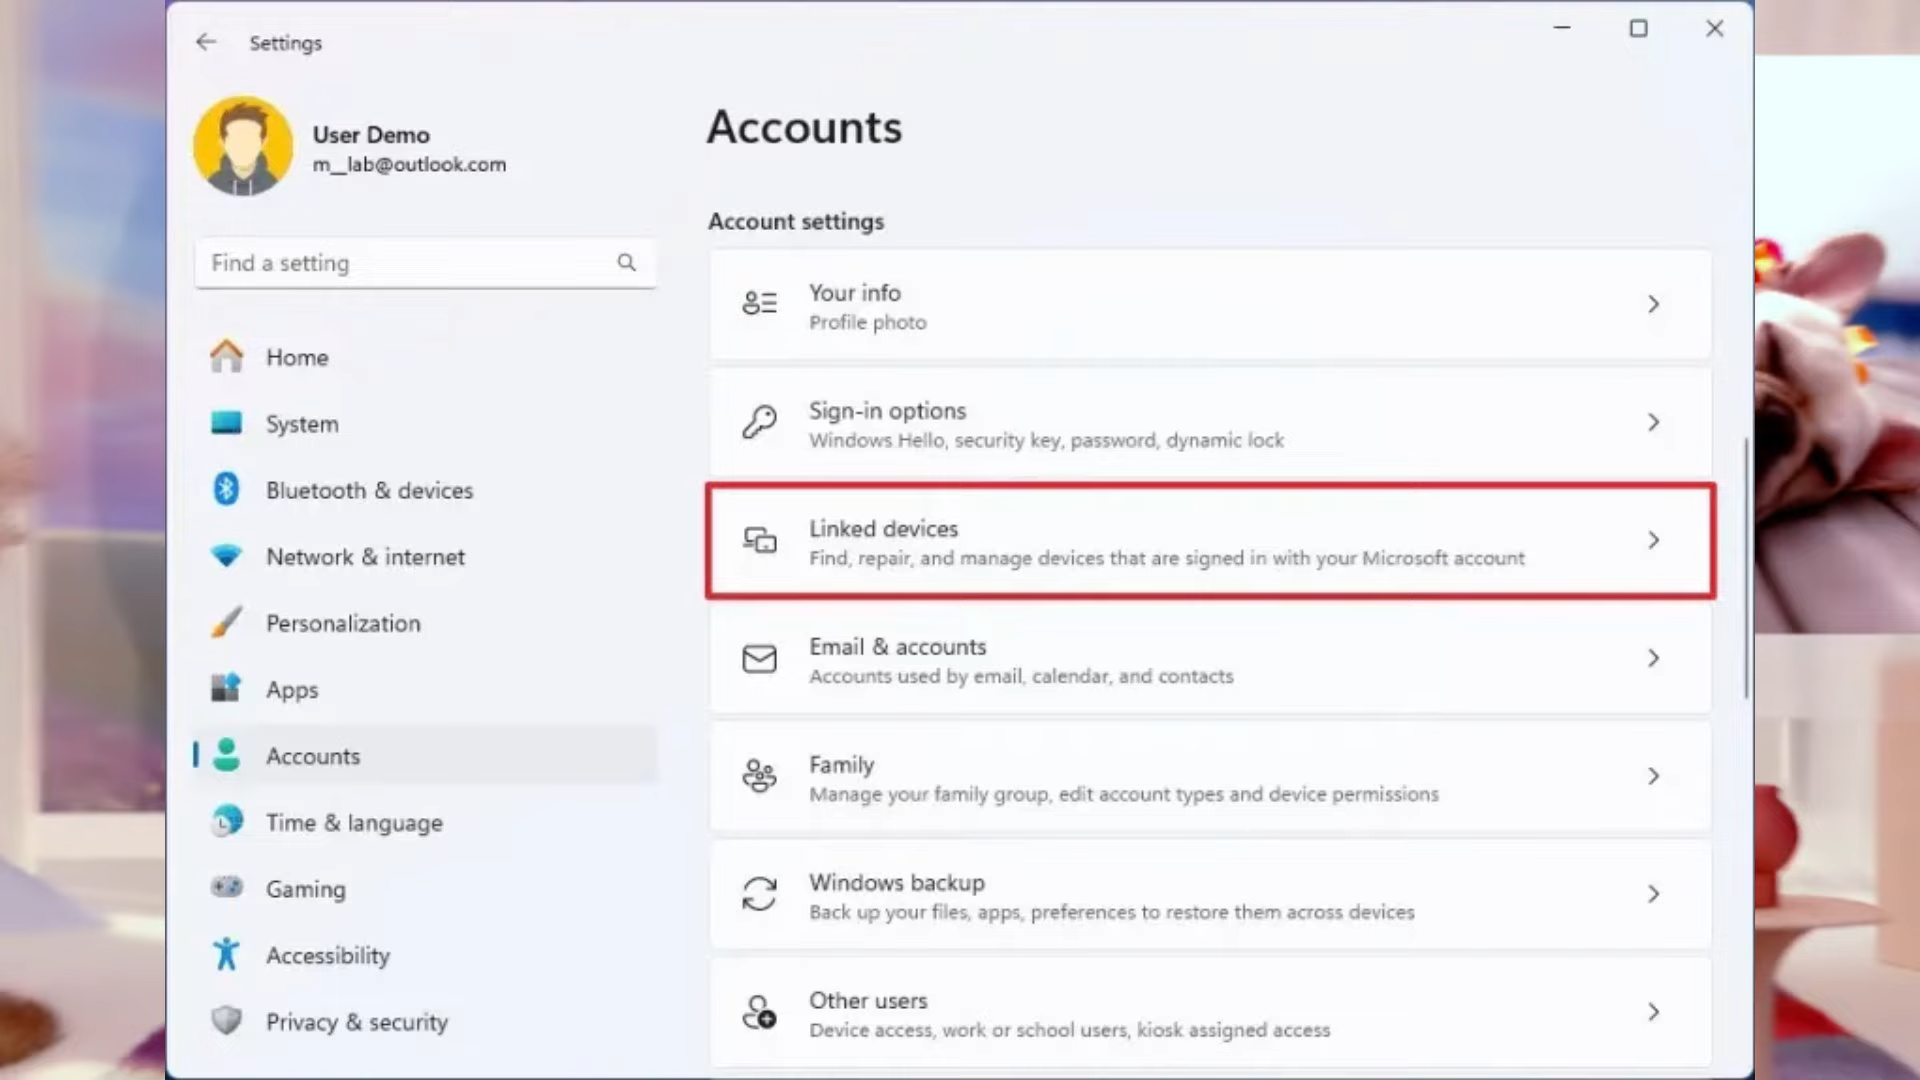 Settings
User Demo
m__lab@outlook.com
Find a setting
Home
System
Bluetooth & devices
Network & internet
Personalization
Apps
Accounts
Time & language
Gaming
Accessibility
Privacy & security
Accounts
Account settings
Your info
Profile photo
Sign-in options
Windows Hello, security key, password, dynamic lock
Linked devices
Find, repair, and manage devices that are signed in with your Microsoft account
Email & accounts
Accounts used by email, calendar, and contacts
Family
Manage your family group, edit account types and device permissions
Windows backup
Back up your files, apps, preferences to restore them across devices
Other users
Device access, work or school users, kiosk assigned access